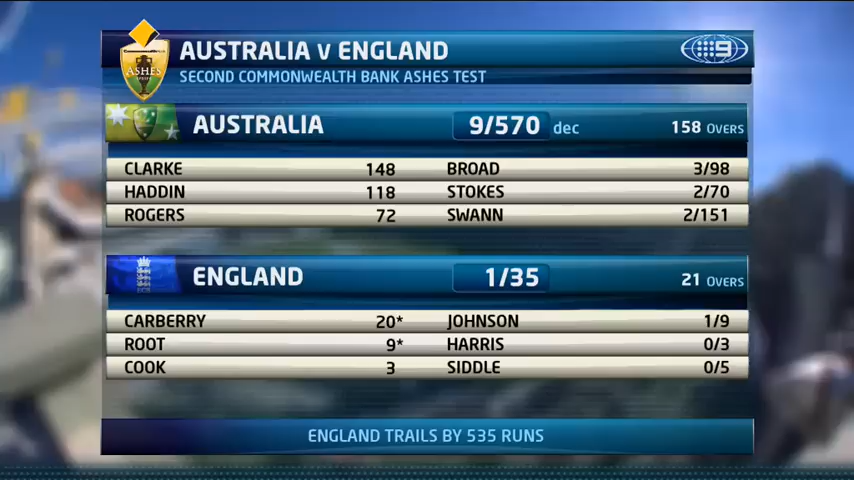 AUSTRALIA V ENGLAND
SECOND COMMONWEALTH BANK ASHES TEST
ASHES
9
AUSTRALIA 9/570 dec 158 OVERS
CLARKE 148 BROAD 3/98
HADDIN 118 STOKES 2/70
ROGERS 72 SWANN 2/151
ENGLAND 1/35 21 OVERS
CARBERRY 20* JOHNSON 1/9
ROOT 9* HARRIS 0/3
COOK 3 SIDDLE 0/5
ENGLAND TRAILS BY 535 RUNS